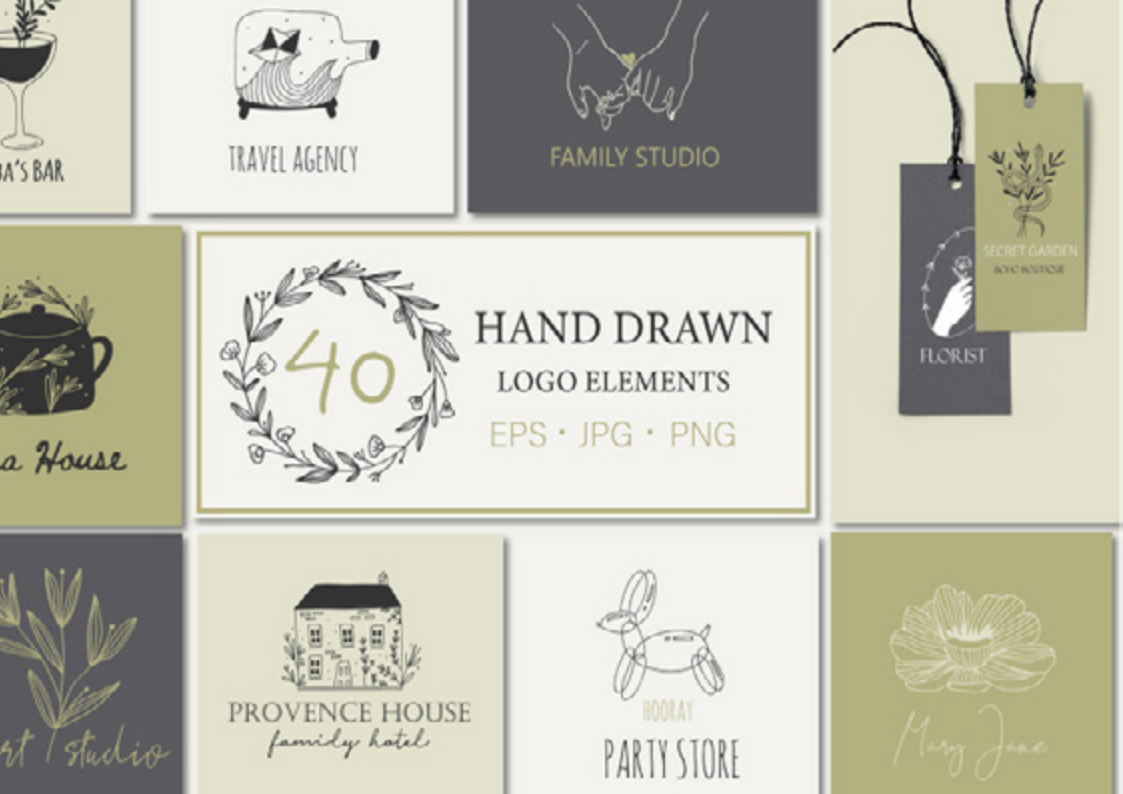 BA'S BAR
TRAVEL AGENCY
FAMILY STUDIO
SECRET GARDEN
BOHO BOUTIQUE
FLORIST
a House
40
HAND DRAWN
LOGO ELEMENTS
EPS · JPG · PNG
rt studio
PROVENCE HOUSE
family hotel
HOORAY
PARTY STORE
Mary Jane